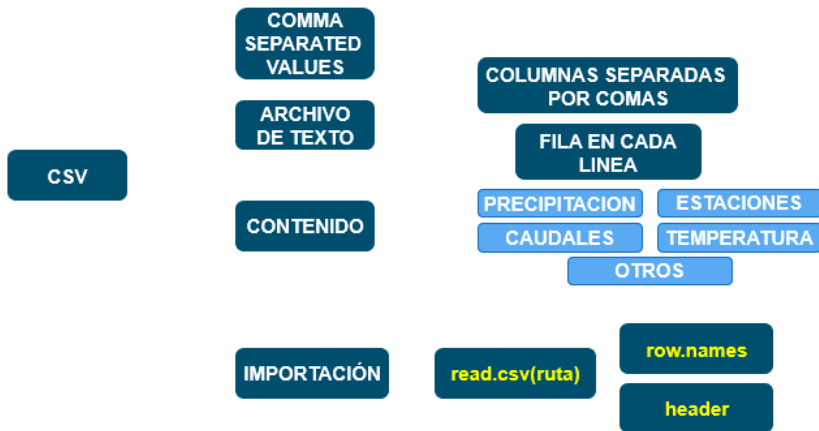 CSV
COMMA
SEPARATED
VALUES
ARCHIVO
DE TEXTO
COLUMNAS SEPARADAS
POR COMAS
FILA EN CADA
LINEA
CONTENIDO
PRECIPITACION
ESTACIONES
CAUDALES
TEMPERATURA
OTROS
IMPORTACIÓN
read.csv(ruta)
row.names
header